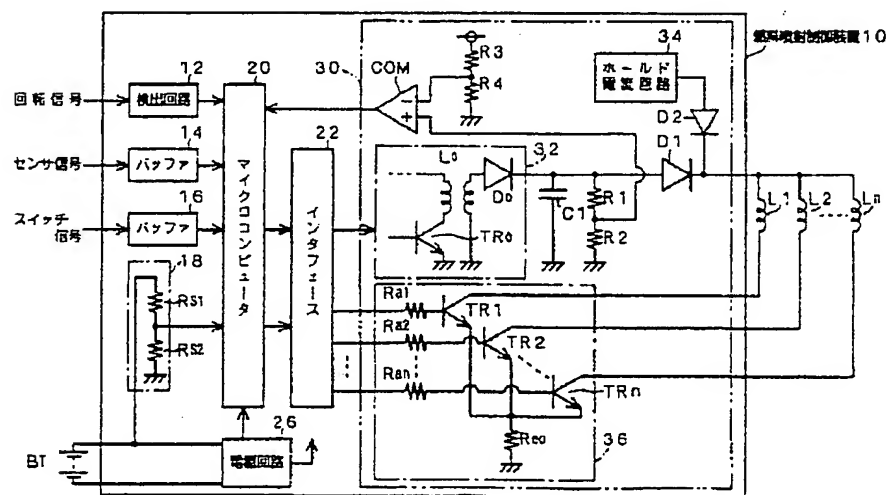 燃料噴射制御装置10
34
ホールド
電流回路
R3
R4
COM
30
20
12
回転信号
検出回路
D2
D1
22
14
センサ信号
バッファ
マイクロコンピュータ
インタフェース
L0
32
D0
C1
R1
R2
L1
L2
Ln
16
スイッチ
信号
バッファ
TR0
18
RS1
RS2
Ra1
TR1
Ra2
TR2
Ran
TRn
Re0
36
26
BT
電源回路